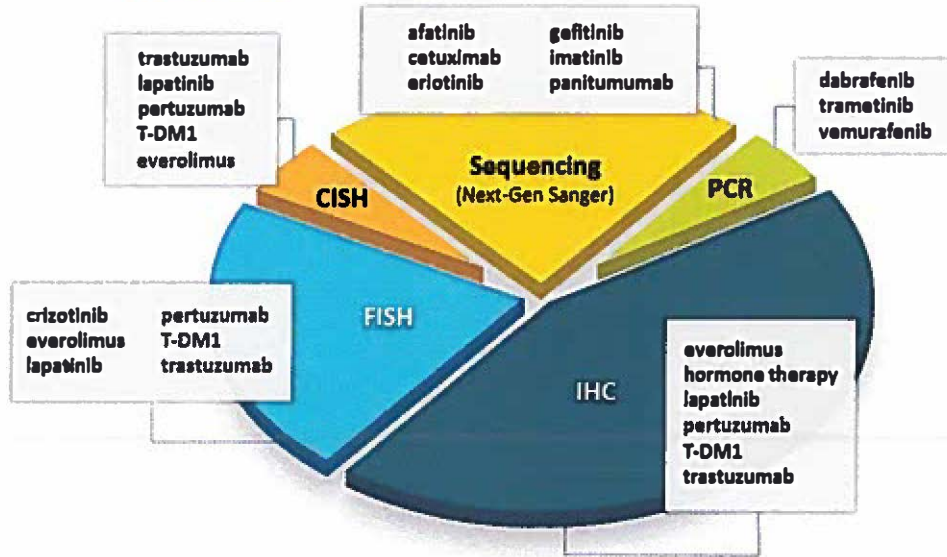 trastuzumab
lapatinib
pertuzumab
T-DM1
everolimus
afatinib gefitinib
cetuximab imatinib
erlotinib panitumumab
dabrafenib
trametinib
vemurafenib
CISH
Sequencing
(Next-Gen Sanger)
PCR
FISH
crizotinib pertuzumab
everolimus T-DM1
lapatinib trastuzumab
IHC
everolimus
hormone therapy
lapatinib
pertuzumab
T-DM1
trastuzumab